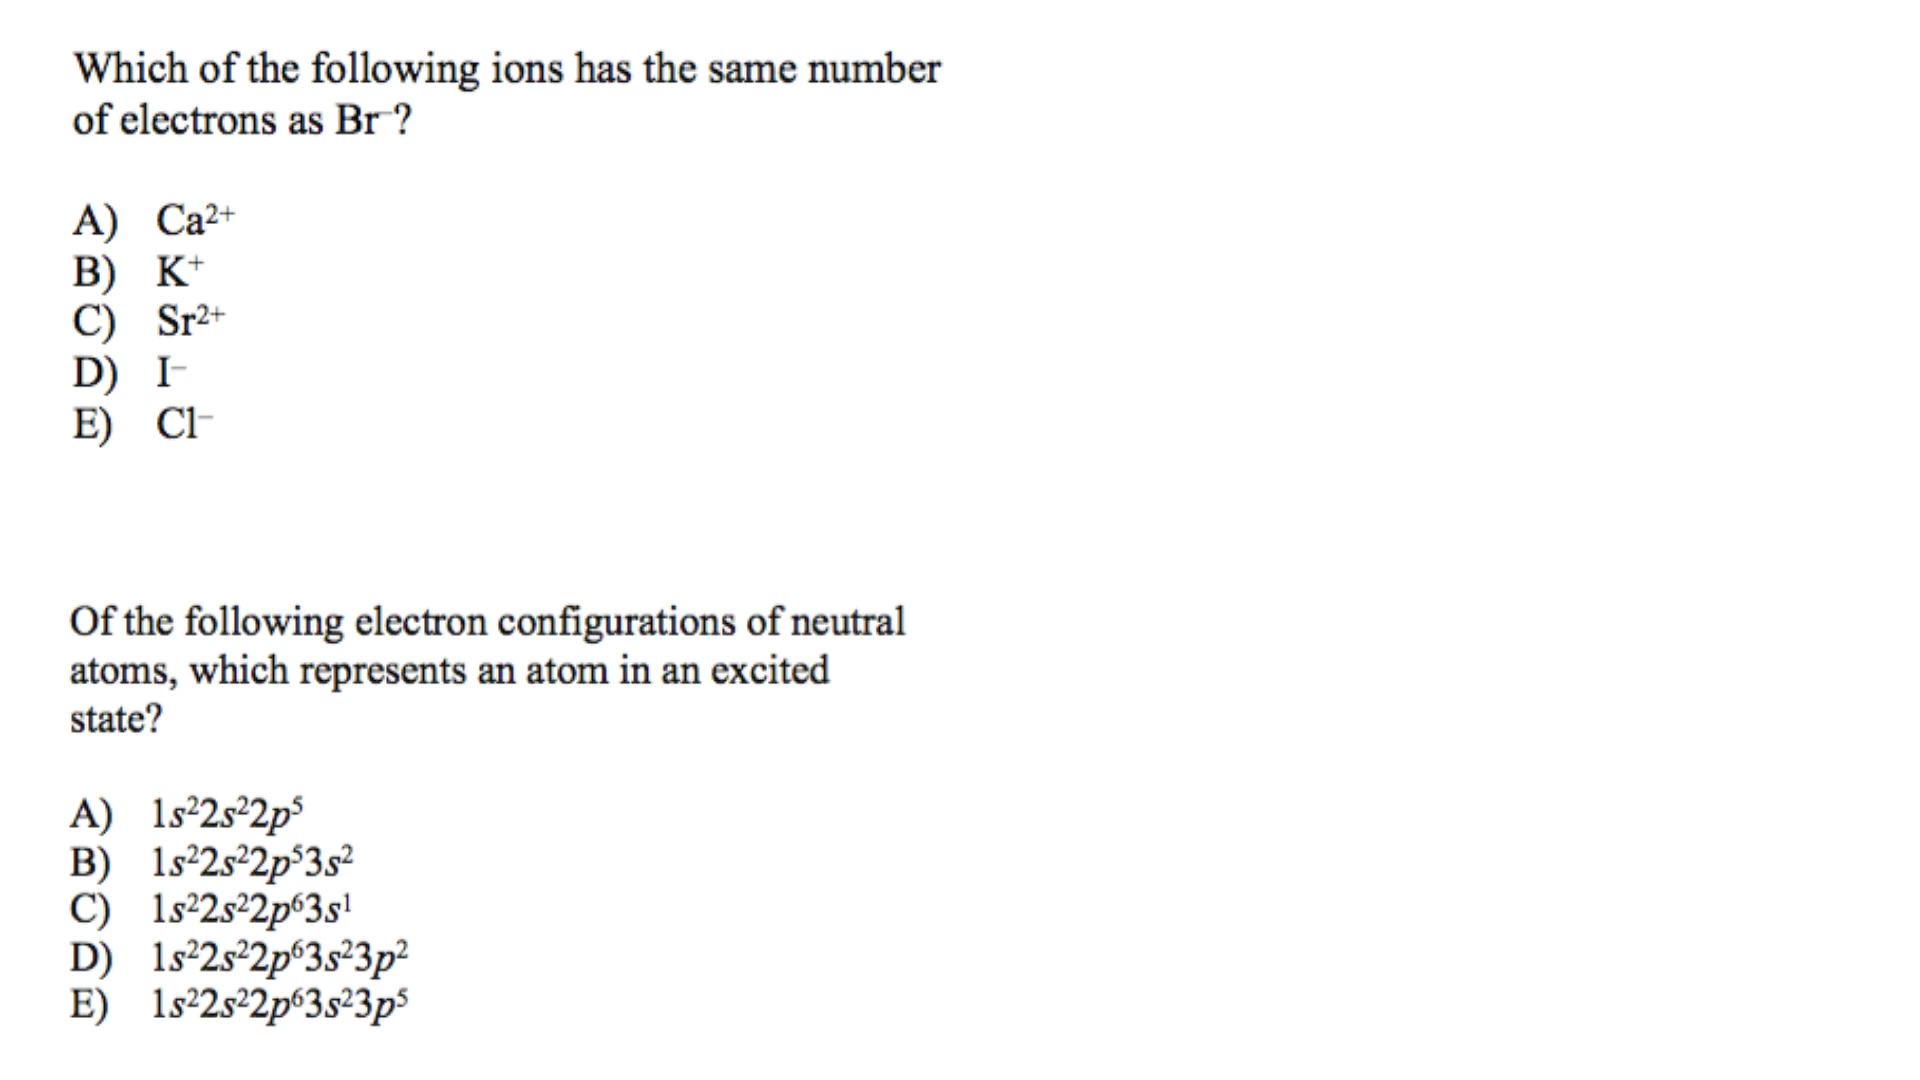 Which of the following ions has the same number
of electrons as Br⁻?
A) Ca²⁺
B) K⁺
C) Sr²⁺
D) I⁻
E) Cl⁻
Of the following electron configurations of neutral
atoms, which represents an atom in an excited
state?
A) 1s²2s²2p⁵
B) 1s²2s²2p⁵3s²
C) 1s²2s²2p⁶3s¹
D) 1s²2s²2p⁶3s²3p²
E) 1s²2s²2p⁶3s²3p⁵